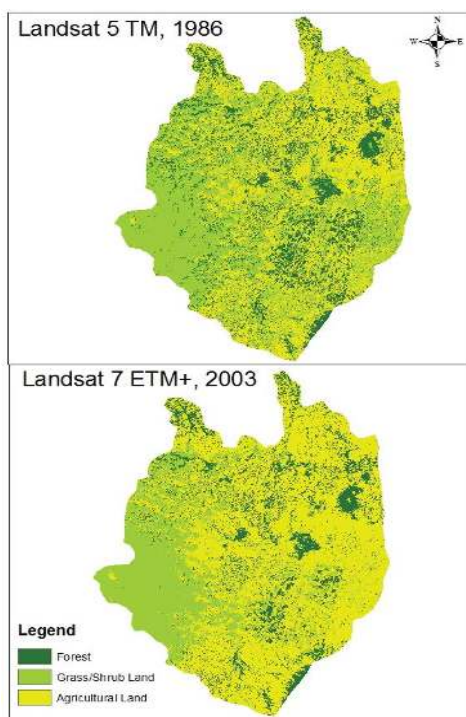 Landsat 5 TM, 1986
N
W E
S
Landsat 7 ETM+, 2003
Legend
Forest
Grass/Shrub Land
Agricultural Land